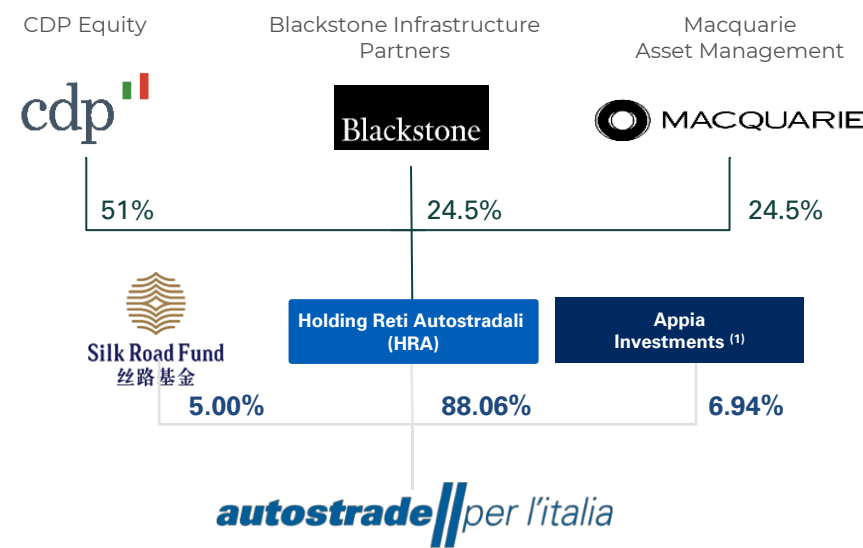 CDP Equity
Blackstone Infrastructure
Partners
Macquarie
Asset Management
cdp
Blackstone
MACQUARIE
51%
24.5%
24.5%
Silk Road Fund
丝路基金
Holding Reti Autostradali
(HRA)
Appia
Investments (1)
5.00%
88.06%
6.94%
autostrade//per l'italia